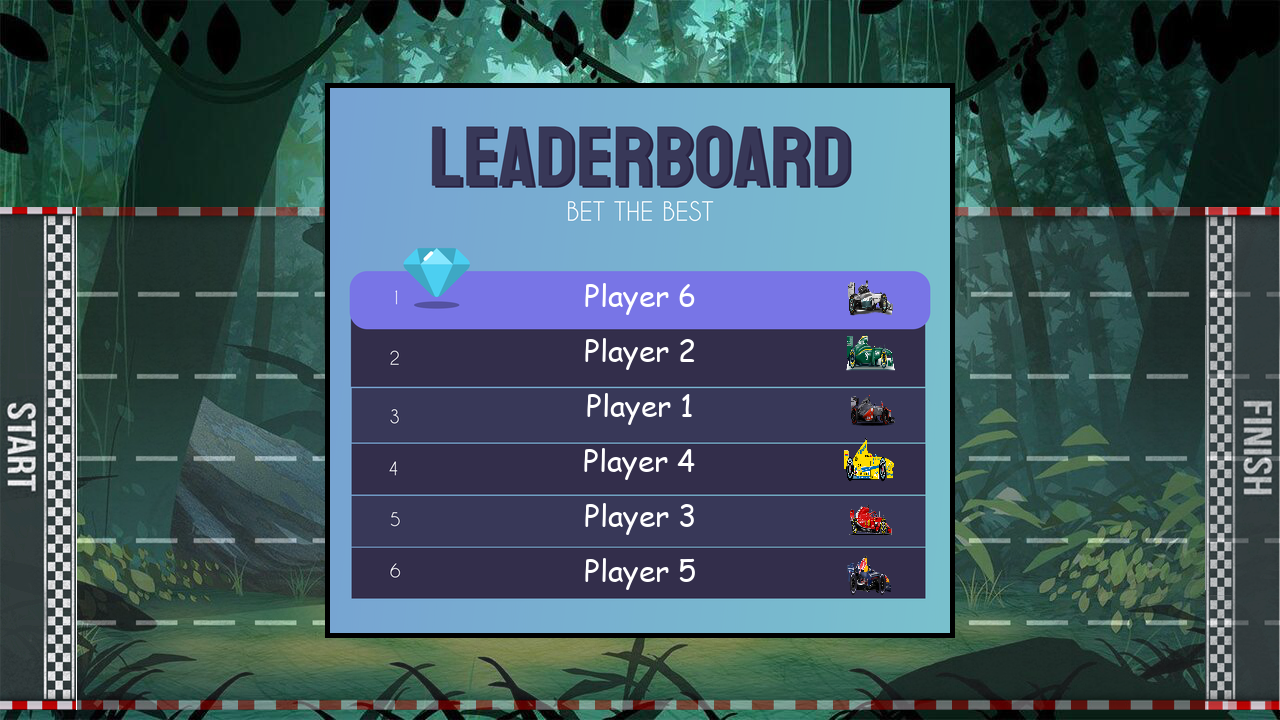 LEADERBOARD
BET THE BEST
1 Player 6
2 Player 2
3 Player 1
4 Player 4
5 Player 3
6 Player 5
START
FINISH